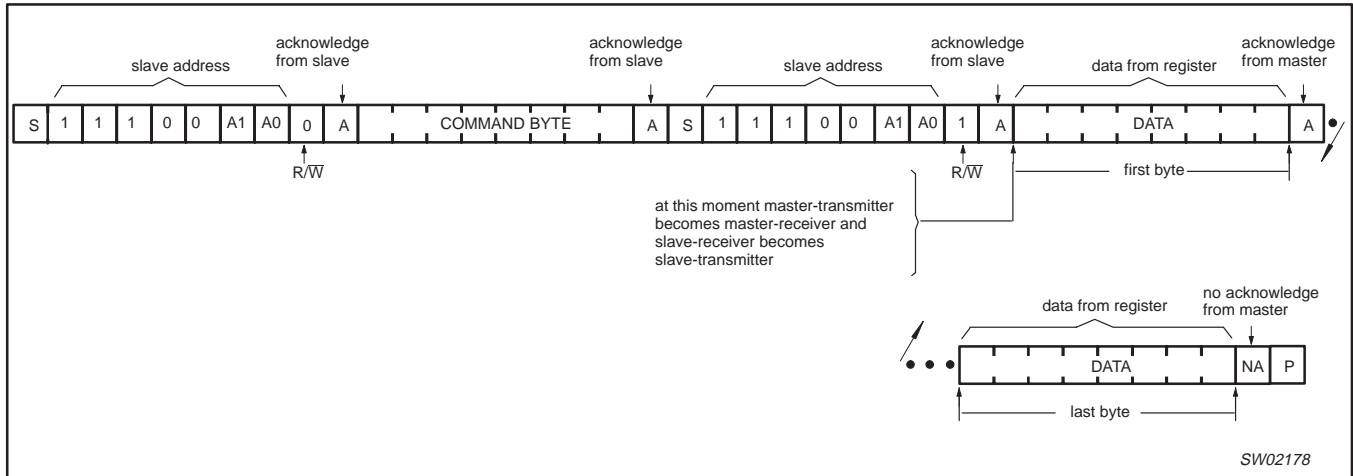 acknowledge
from slave
acknowledge
from slave
acknowledge
from slave
acknowledge
from master
slave address
slave address
data from register
S 1 1 1 0 0 A1 A0 0 A COMMAND BYTE A S 1 1 1 0 0 A1 A0 1 A DATA A
R/W̅
R/W̅
first byte
at this moment master-transmitter
becomes master-receiver and
slave-receiver becomes
slave-transmitter
data from register
no acknowledge
from master
DATA NA P
last byte
SW02178